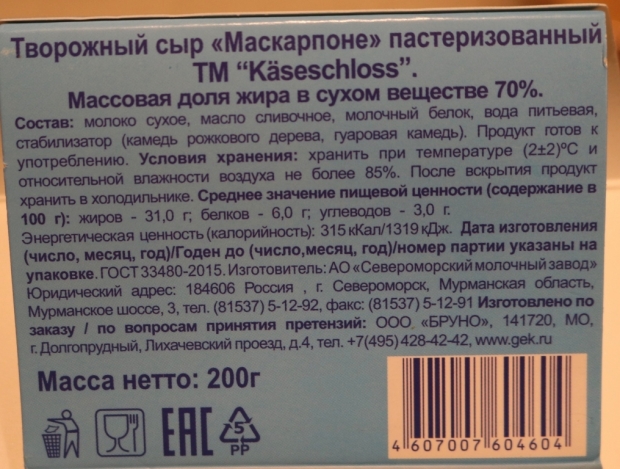 Творожный сыр «Маскарпоне» пастеризованный
ТМ “Käseschloss”.
Массовая доля жира в сухом веществе 70%.
Состав: молоко сухое, масло сливочное, молочный белок, вода питьевая,
стабилизатор (камедь рожкового дерева, гуаровая камедь). Продукт готов к
употреблению. Условия хранения: хранить при температуре (2±2)ºС и
относительной влажности воздуха не более 85%. После вскрытия продукт
хранить в холодильнике. Среднее значение пищевой ценности (содержание в
100 г): жиров - 31,0 г; белков - 6,0 г; углеводов - 3,0 г.
Энергетическая ценность (калорийность): 315 кКал/1319 кДж. Дата изготовления
(число, месяц, год)/Годен до (число,месяц, год)/номер партии указаны на
упаковке. ГОСТ 33480-2015. Изготовитель: АО «Североморский молочный завод»
Юридический адрес: 184606 Россия , г. Североморск, Мурманская область,
Мурманское шоссе, 3, тел. (81537) 5-12-92, факс: (81537) 5-12-91 Изготовлено по
заказу / по вопросам принятия претензий: ООО «БРУНО», 141720, МО,
г. Долгопрудный, Лихачевский проезд, д.4, тел. +7(495) 428-42-42, www.gek.ru
Масса нетто: 200г
EAC
5
PP
4 607007 604604